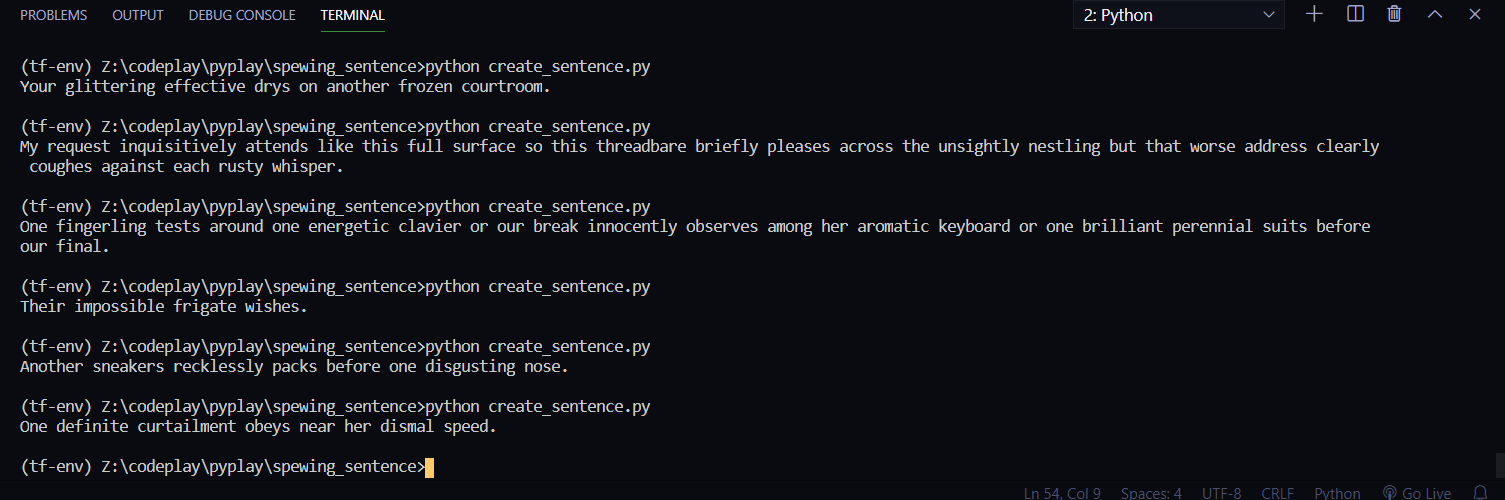 PROBLEMS OUTPUT DEBUG CONSOLE TERMINAL 2: Python
(tf-env) Z:\codeplay\pyplay\spewing_sentence>python create_sentence.py
Your glittering effective drys on another frozen courtroom.
(tf-env) Z:\codeplay\pyplay\spewing_sentence>python create_sentence.py
My request inquisitively attends like this full surface so this threadbare briefly pleases across the unsightly nestling but that worse address clearly
coughes against each rusty whisper.
(tf-env) Z:\codeplay\pyplay\spewing_sentence>python create_sentence.py
One fingerling tests around one energetic clavier or our break innocently observes among her aromatic keyboard or one brilliant perennial suits before
our final.
(tf-env) Z:\codeplay\pyplay\spewing_sentence>python create_sentence.py
Their impossible frigate wishes.
(tf-env) Z:\codeplay\pyplay\spewing_sentence>python create_sentence.py
Another sneakers recklessly packs before one disgusting nose.
(tf-env) Z:\codeplay\pyplay\spewing_sentence>python create_sentence.py
One definite curtailment obeys near her dismal speed.
(tf-env) Z:\codeplay\pyplay\spewing_sentence>
Ln 54, Col 9 Spaces: 4 UTF-8 CRLF Python Go Live